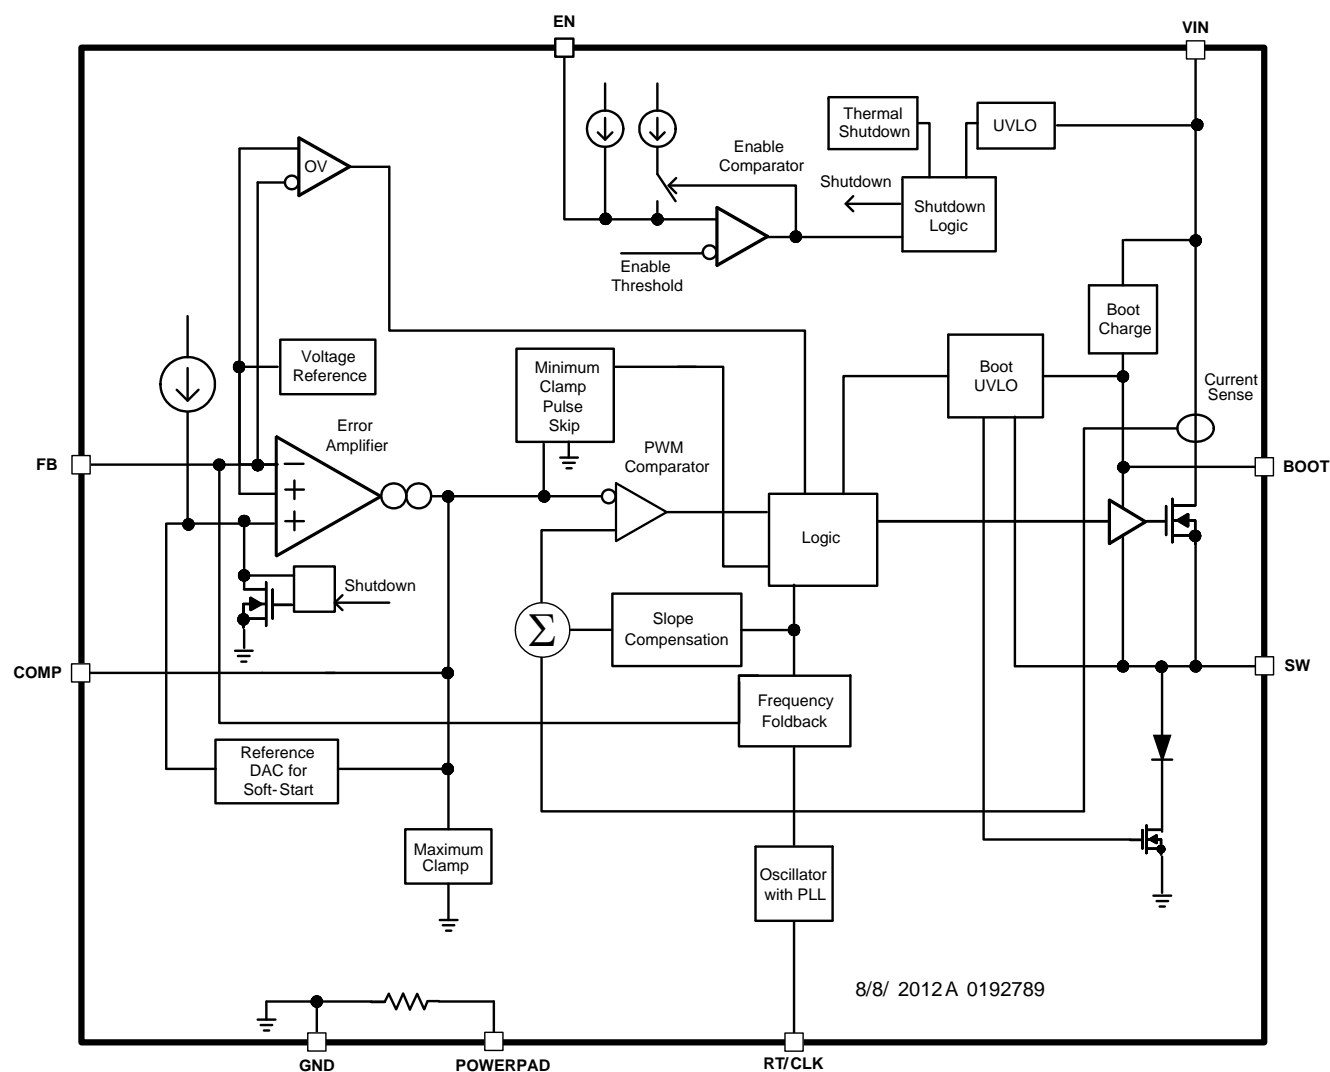 EN
VIN
Thermal
Shutdown
UVLO
OV
Enable
Comparator
Shutdown
Shutdown
Logic
Enable
Threshold
Boot
Charge
Voltage
Reference
Minimum
Clamp
Pulse
Skip
Boot
UVLO
Current
Sense
Error
Amplifier
PWM
Comparator
FB
BOOT
−
+
+
Logic
Shutdown
Σ
Slope
Compensation
COMP
SW
Frequency
Foldback
Reference
DAC for
Soft-Start
Maximum
Clamp
Oscillator
with PLL
8/8/ 2012 A 0192789
GND
POWERPAD
RT/CLK